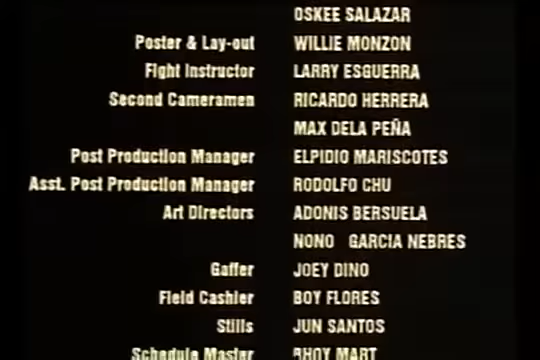 OSKEE SALAZAR
Poster & Lay-out WILLIE MONZON
Fight Instructor LARRY ESGUERRA
Second Cameramen RICARDO HERRERA
MAX DELA PEÑA
Post Production Manager ELPIDIO MARISCOTES
Asst. Post Production Manager RODOLFO CHU
Art Directors ADONIS BERSUELA
NONO GARCIA NEBRES
Gaffer JOEY DINO
Field Cashier BOY FLORES
Stills JUN SANTOS
Schedule Master RHOY MART